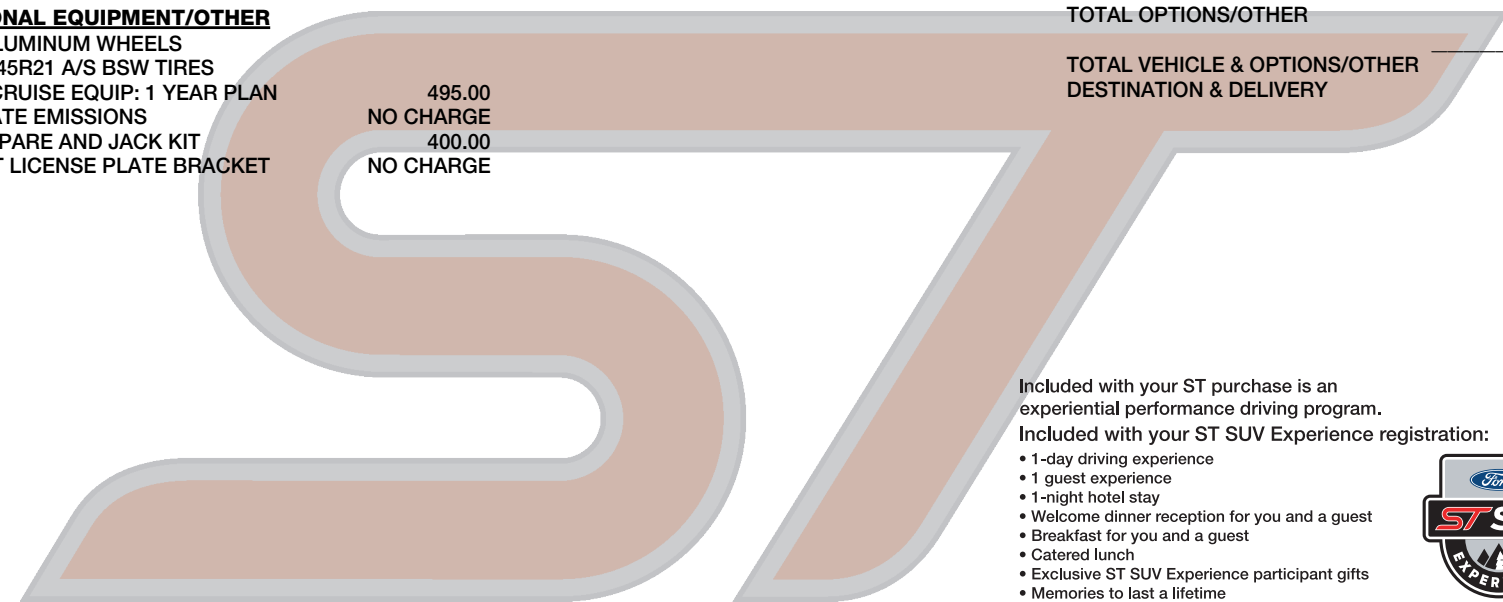 ONAL EQUIPMENT/OTHER
LUMINUM WHEELS
45R21 A/S BSW TIRES
CRUISE EQUIP: 1 YEAR PLAN 495.00
ATE EMISSIONS NO CHARGE
PARE AND JACK KIT 400.00
T LICENSE PLATE BRACKET NO CHARGE
TOTAL OPTIONS/OTHER
TOTAL VEHICLE & OPTIONS/OTHER
DESTINATION & DELIVERY
ST
Included with your ST purchase is an
experiential performance driving program.
Included with your ST SUV Experience registration:
• 1-day driving experience
• 1 guest experience
• 1-night hotel stay
• Welcome dinner reception for you and a guest
• Breakfast for you and a guest
• Catered lunch
• Exclusive ST SUV Experience participant gifts
• Memories to last a lifetime
ST S
EXPER